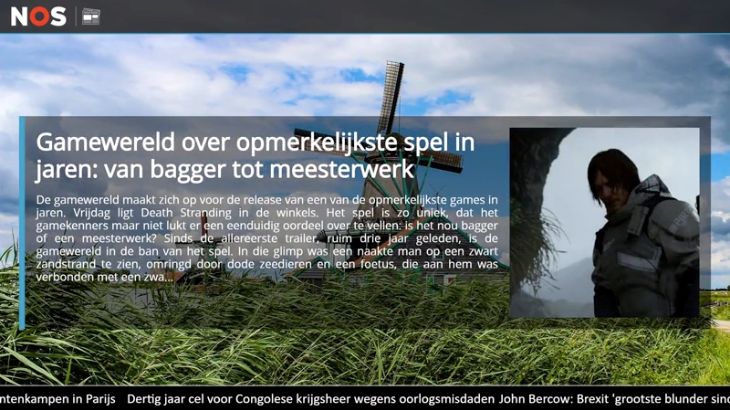 NOS
Gamewereld over opmerkelijkste spel in
jaren: van bagger tot meesterwerk
De gamewereld maakt zich op voor de release van een van de opmerkelijkste games in
jaren. Vrijdag ligt Death Stranding in de winkels. Het spel is zo uniek, dat het
gamekenners maar niet lukt er een eenduidig oordeel over te vellen: is het nou bagger
of een meesterwerk? Sinds de allereerste trailer, ruim drie jaar geleden, is de
gamewereld in de ban van het spel. In die glimp was een naakte man op een zwart
zandstrand te zien, omringd door dode zeedieren en een foetus, die aan hem was
verbonden met een zwa...
ntenkampen in Parijs Dertig jaar cel voor Congolese krijgsheer wegens oorlogsmisdaden John Bercow: Brexit 'grootste blunder sinc